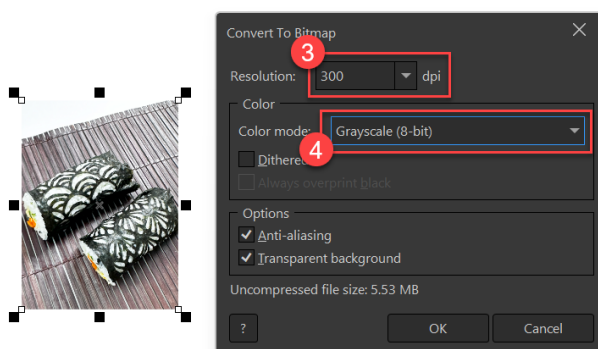 Convert To Bitmap
3
Resolution: 300 dpi
Color
Color mode: Grayscale (8-bit)
4
Dithered
Always overprint black
Options
Anti-aliasing
Transparent background
Uncompressed file size: 5.53 MB
? OK Cancel